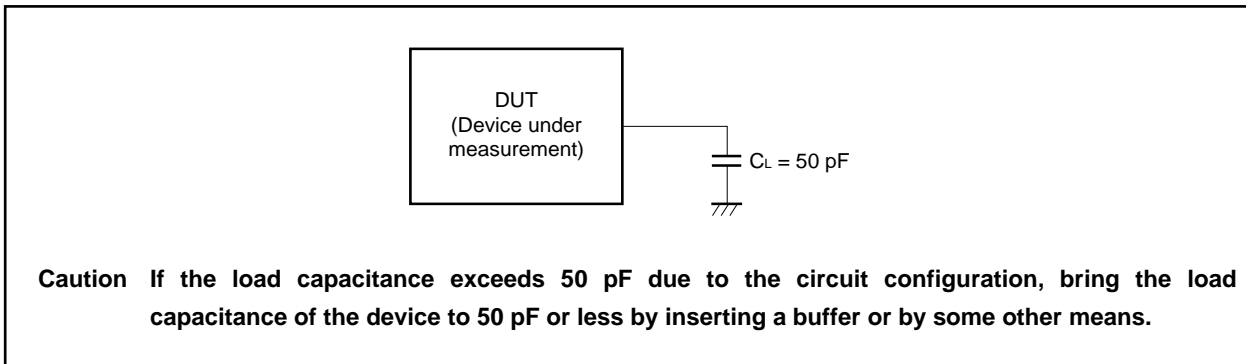 DUT
(Device under
measurement)
CL = 50 pF
Caution If the load capacitance exceeds 50 pF due to the circuit configuration, bring the load
capacitance of the device to 50 pF or less by inserting a buffer or by some other means.